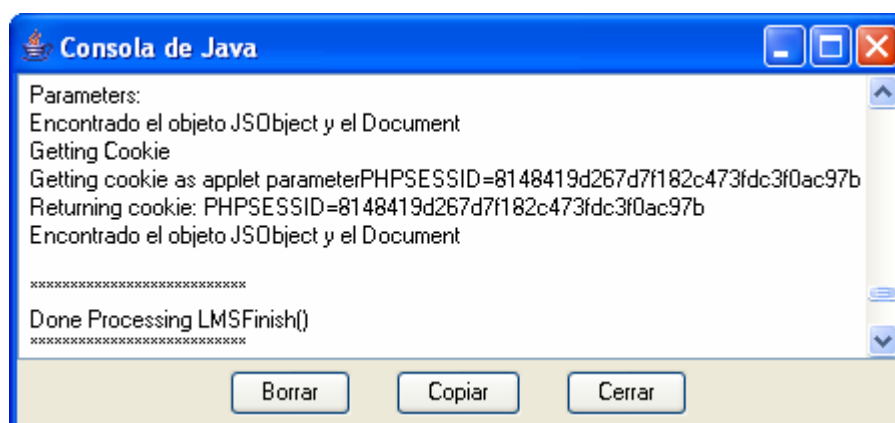 Consola de Java
Parameters:
Encontrado el objeto JSObject y el Document
Getting Cookie
Getting cookie as applet parameterPHPSESSID=8148419d267d7f182c473fdc3f0ac97b
Returning cookie: PHPSESSID=8148419d267d7f182c473fdc3f0ac97b
Encontrado el objeto JSObject y el Document
***************************
Done Processing LMSFinish()
***************************
Borrar Copiar Cerrar